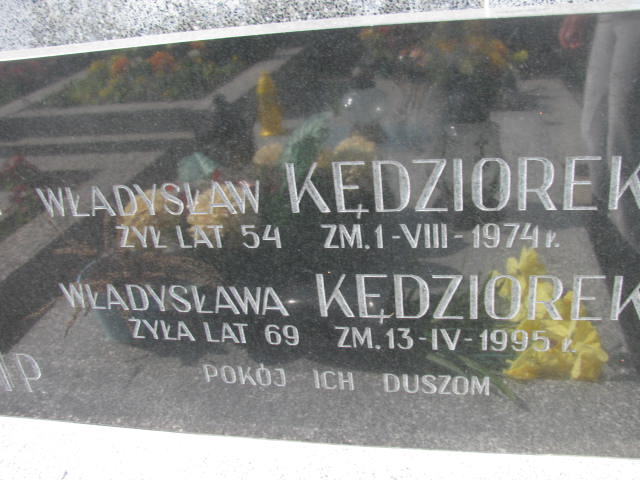 WŁADYSŁAW KĘDZIOREK
ŻYŁ LAT 54 ZM. 1-VIII-1974 r.
WŁADYSŁAWA KĘDZIOREK
ŻYŁA LAT 69 ZM. 13-IV-1995 r.
IP
POKÓJ ICH DUSZOM